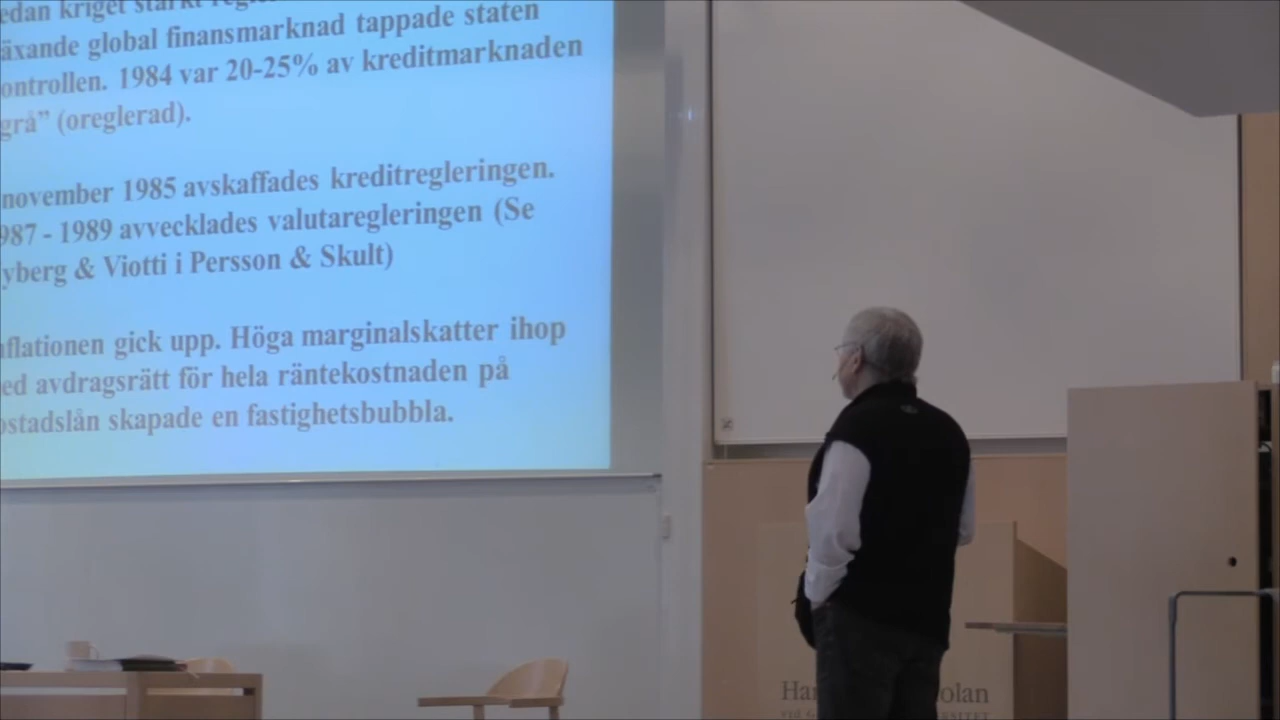 edan kriget starkt
äxande global finansmarknad tappade staten
ontrollen. 1984 var 20-25% av kreditmarknaden
grå” (oreglerad).
november 1985 avskaffades kreditregleringen.
987 - 1989 avvecklades valutaregleringen (Se
yberg & Viotti i Persson & Skult)
nflationen gick upp. Höga marginalskatter ihop
ed avdragsrätt för hela räntekostnaden på
ostadslån skapade en fastighetsbubbla.
Han olan